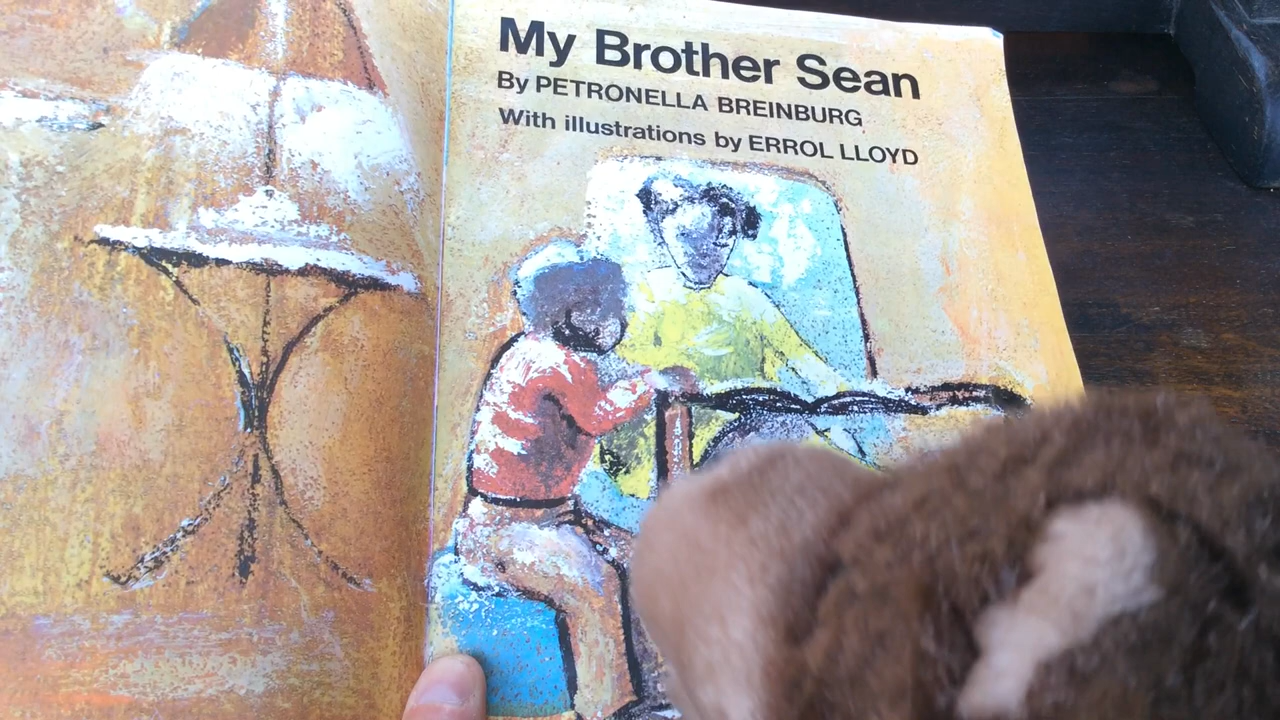 My Brother Sean
By PETRONELLA BREINBURG
With illustrations by ERROL LLOYD